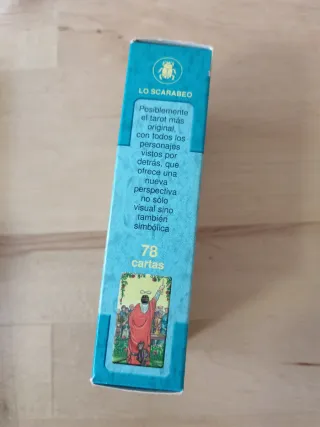 LO SCARABEO
Posiblemente
el tarot más
original,
con todos los
personajes
vistos por
detrás, que
ofrece una
nueva
perspectiva
no sólo
visual sino
también
simbólica
78
cartas